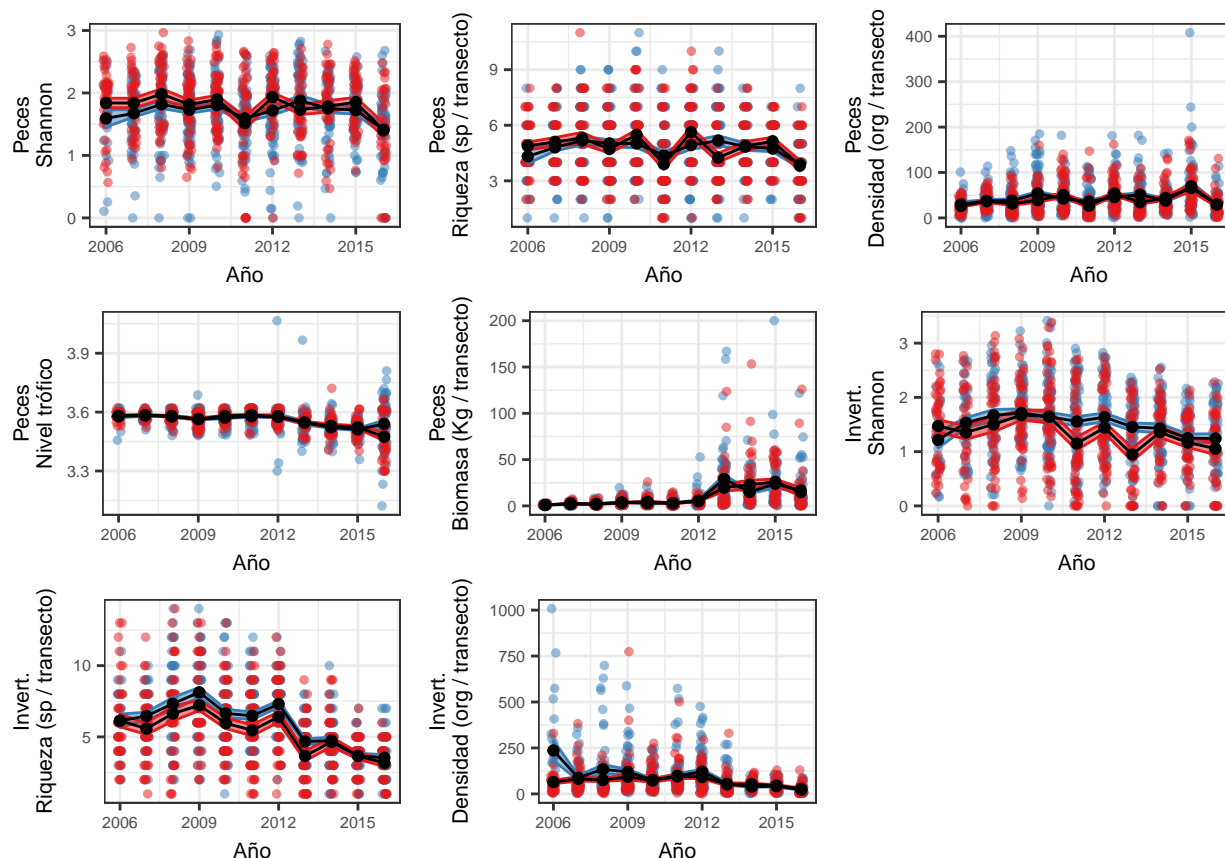 Peces
Shannon
3
2
1
0
2006 2009 2012 2015
Año
Peces
Riqueza (sp / transecto)
9
6
3
2006 2009 2012 2015
Año
Peces
Densidad (org / transecto
400
300
200
100
0
2006 2009 2012 2015
Año
Peces
Nivel trófico
3.9
3.6
3.3
2006 2009 2012 2015
Año
Peces
Biomasa (Kg / transecto)
200
150
100
50
0
2006 2009 2012 2015
Año
Invert.
Shannon
3
2
1
0
2006 2009 2012 2015
Año
Invert.
Riqueza (sp / transecto)
10
5
2006 2009 2012 2015
Año
Invert.
Densidad (org / transecto)
1000
750
500
250
0
2006 2009 2012 2015
Año